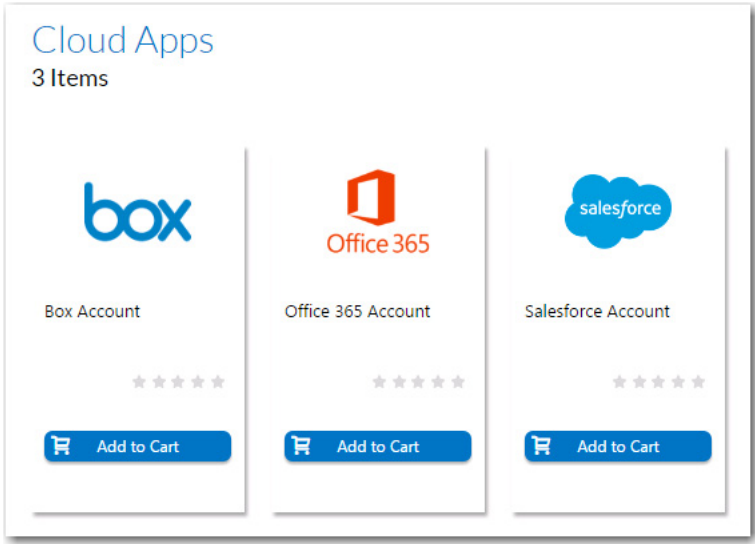 Cloud Apps
3 Items
box
Office 365
salesforce
Box Account
Office 365 Account
Salesforce Account
Add to Cart
Add to Cart
Add to Cart